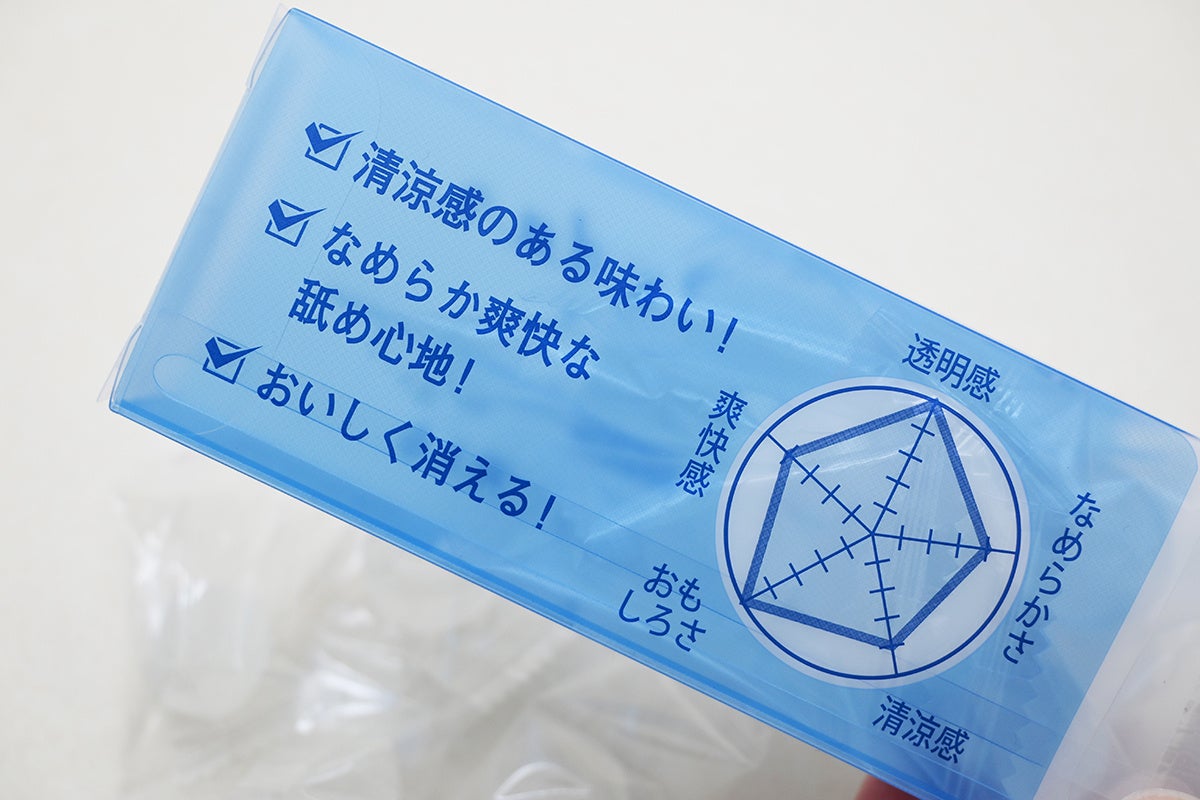 清涼感のある味わい!
なめらか爽快な
舐め心地!
おいしく消える!
透明感
爽快感
なめらかさ
おも
しろさ
清涼感